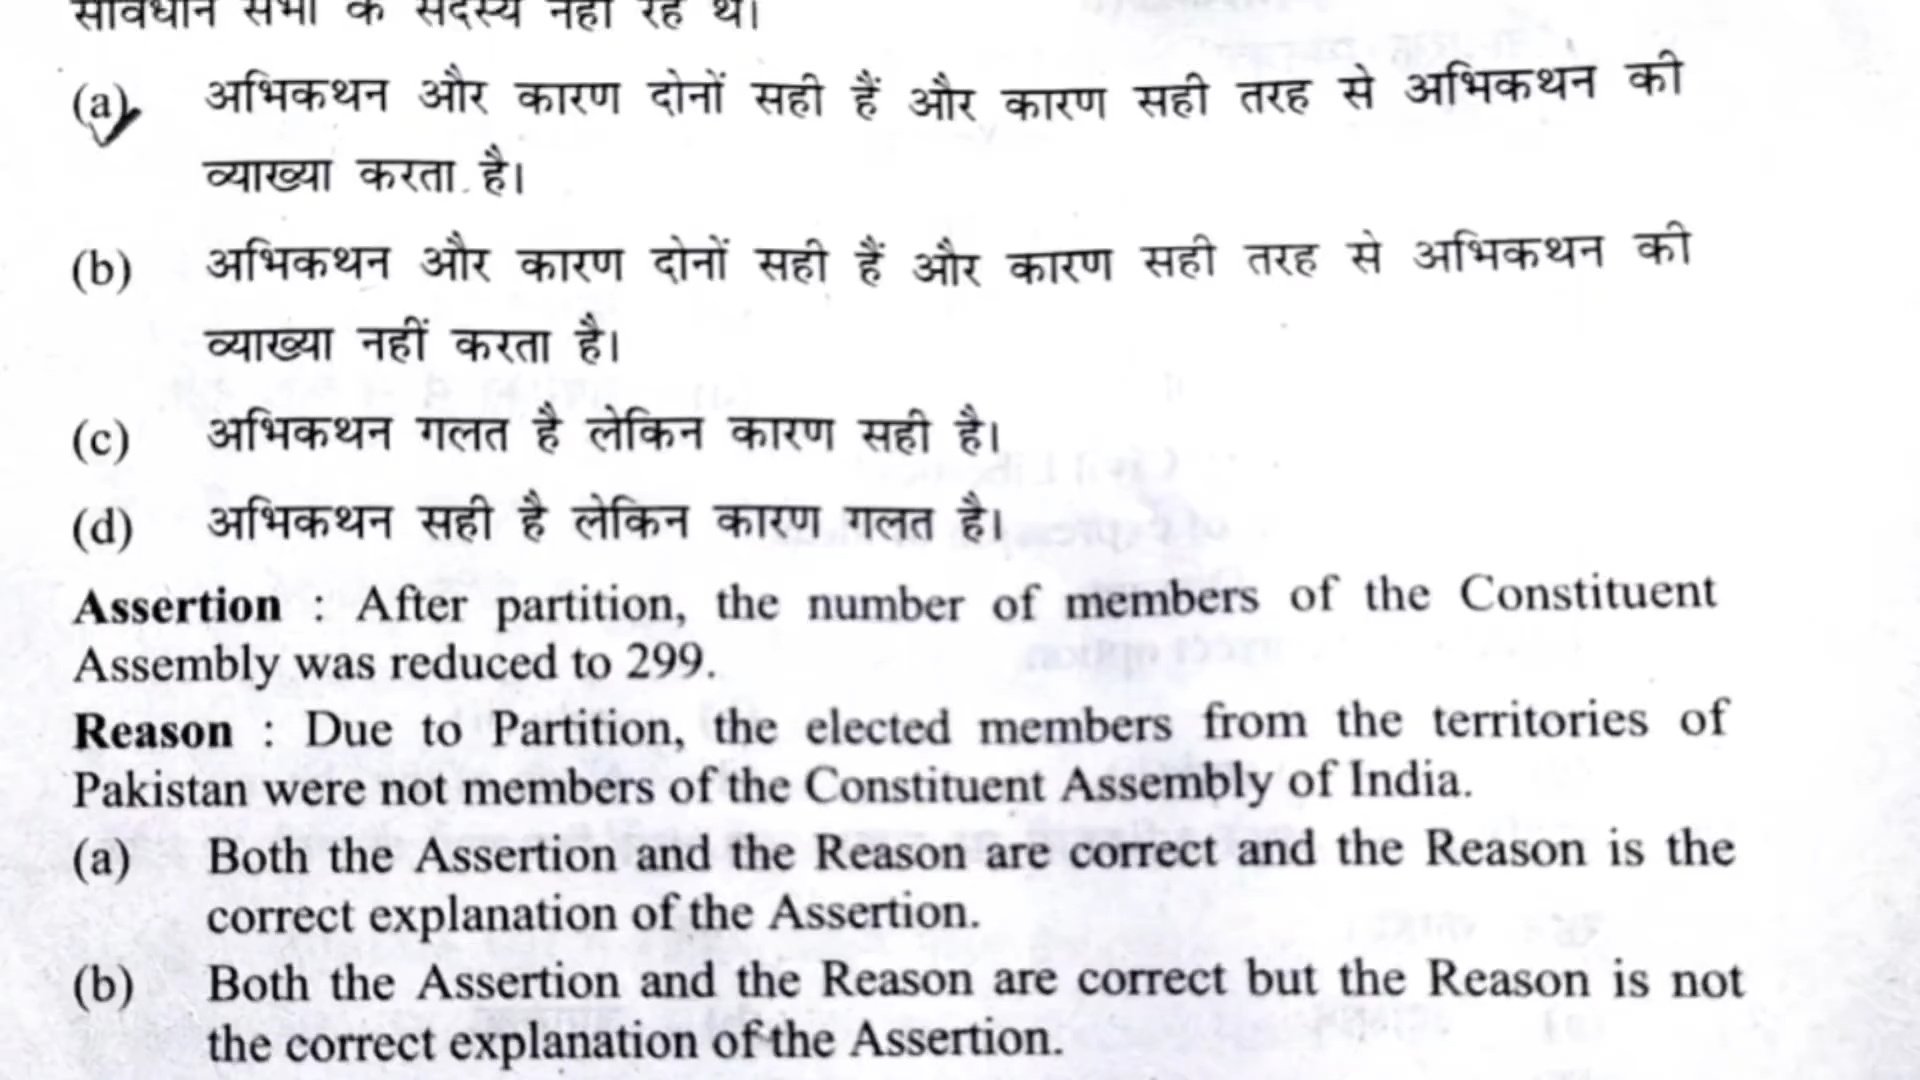 संविधान सभा के सदस्य नहीं रहे थे।
(a) अभिकथन और कारण दोनों सही हैं और कारण सही तरह से अभिकथन की
व्याख्या करता है।
(b) अभिकथन और कारण दोनों सही हैं और कारण सही तरह से अभिकथन की
व्याख्या नहीं करता है।
(c) अभिकथन गलत है लेकिन कारण सही है।
(d) अभिकथन सही है लेकिन कारण गलत है।
Assertion : After partition, the number of members of the Constituent
Assembly was reduced to 299.
Reason : Due to Partition, the elected members from the territories of
Pakistan were not members of the Constituent Assembly of India.
(a) Both the Assertion and the Reason are correct and the Reason is the
correct explanation of the Assertion.
(b) Both the Assertion and the Reason are correct but the Reason is not
the correct explanation of the Assertion.